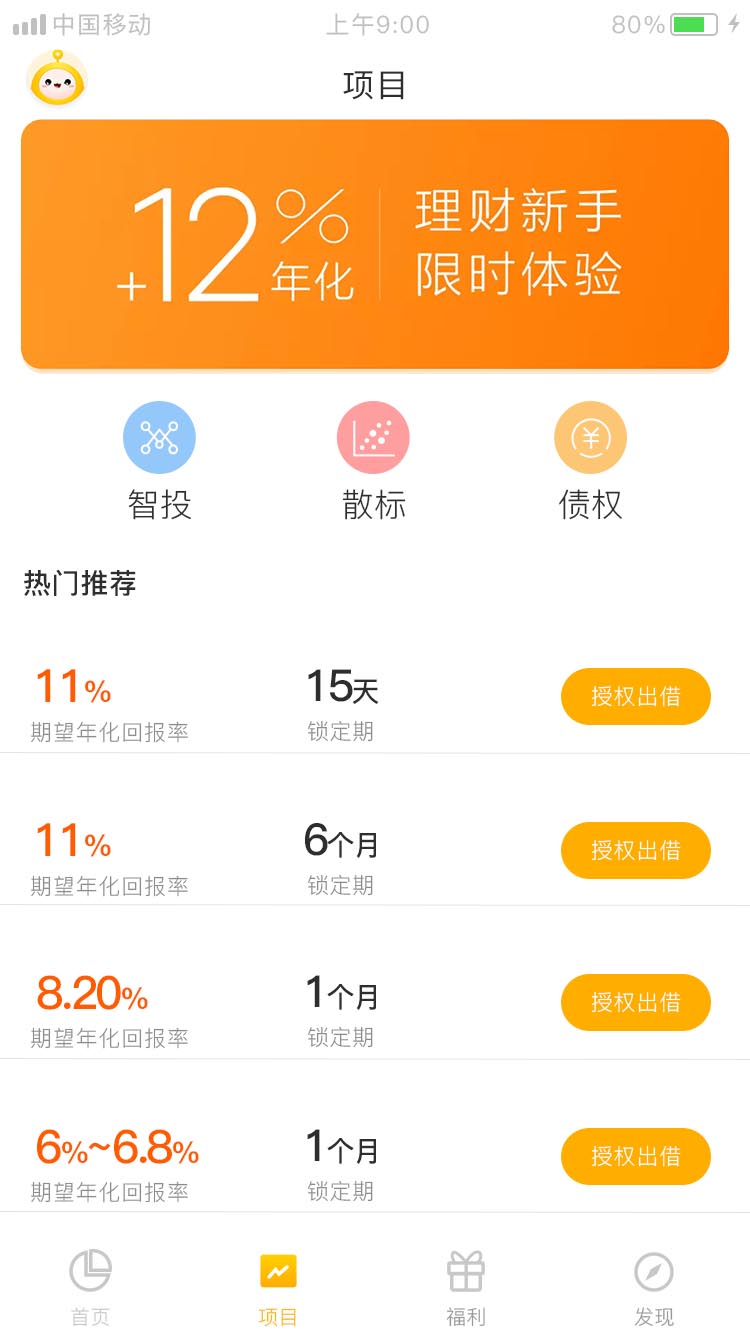 中国移动 上午9:00 80%
项目
+12%年化
理财新手
限时体验
智投 散标 债权
热门推荐
11% 15天 授权出借
期望年化回报率 锁定期
11% 6个月 授权出借
期望年化回报率 锁定期
8.20% 1个月 授权出借
期望年化回报率 锁定期
6%~6.8% 1个月 授权出借
期望年化回报率 锁定期
首页 项目 福利 发现